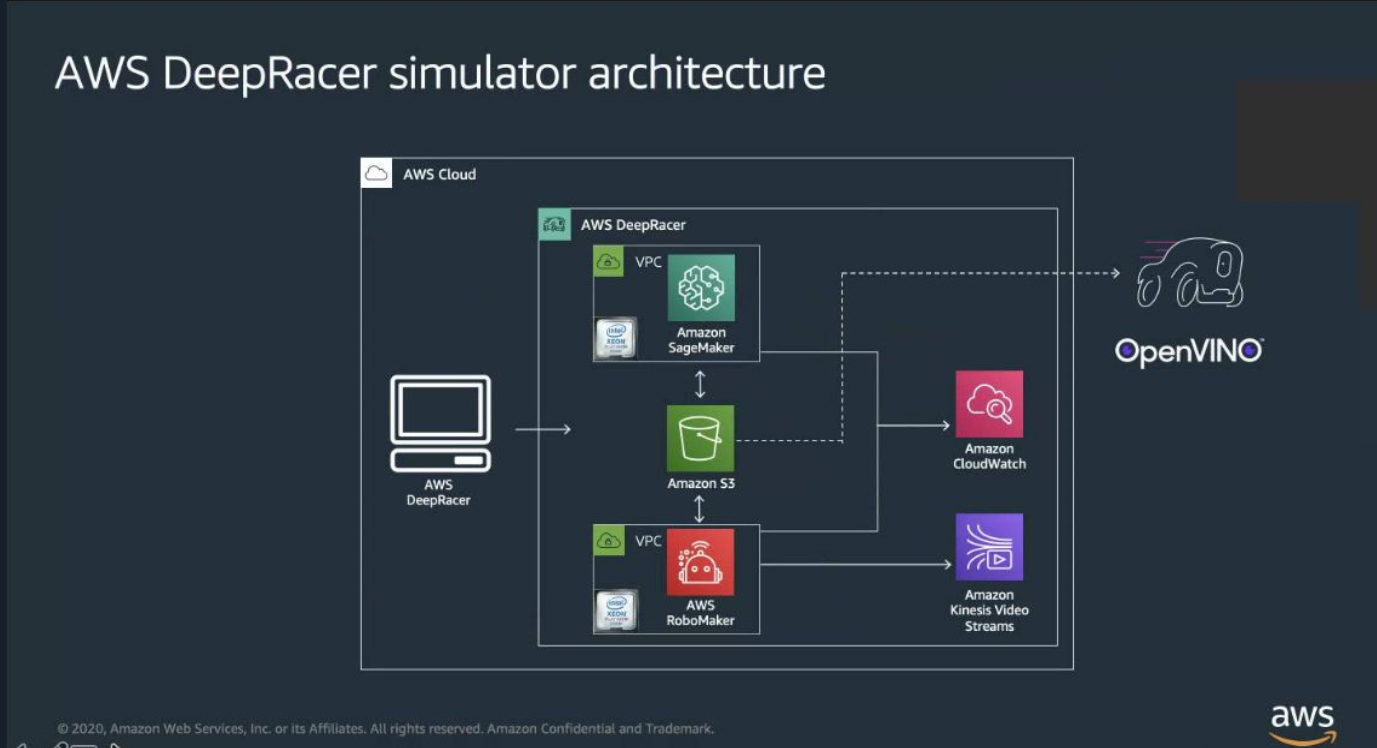 AWS DeepRacer simulator architecture
AWS Cloud
AWS DeepRacer
VPC
Amazon
SageMaker
intel
XEON
OpenVINO
AWS
DeepRacer
Amazon S3
Amazon
CloudWatch
VPC
AWS
RoboMaker
intel
XEON
Amazon
Kinesis Video
Streams
© 2020, Amazon Web Services, Inc. or its Affiliates. All rights reserved. Amazon Confidential and Trademark.
aws